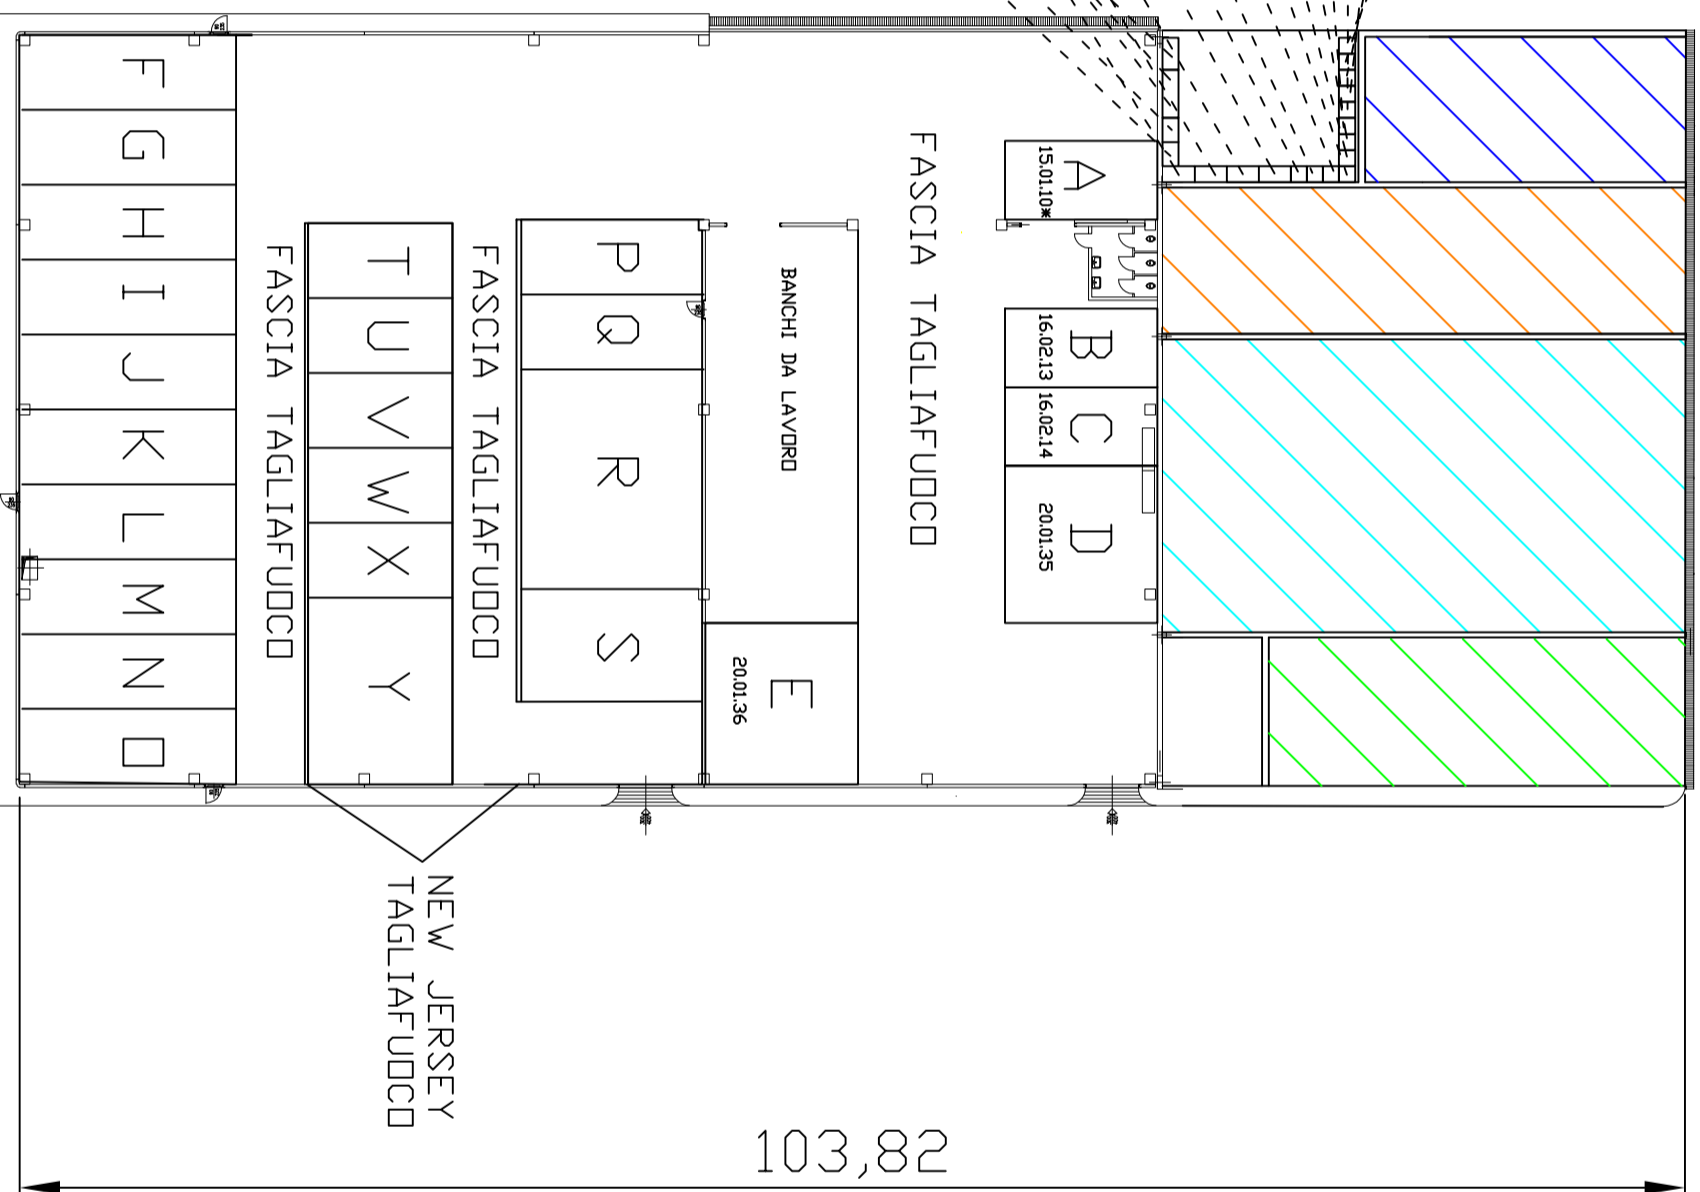 F
G
H
I
J
K
L
M
N
O
FASCIA TAGLIAFUOCO
T
U
V
W
X
Y
FASCIA TAGLIAFUOCO
P
Q
R
S
BANCHI DA LAVORO
E
20.01.36
FASCIA TAGLIAFUOCO
A
15.01.10*
B
16.02.13
C
16.02.14
D
20.01.35
NEW JERSEY
TAGLIAFUOCO
103,82